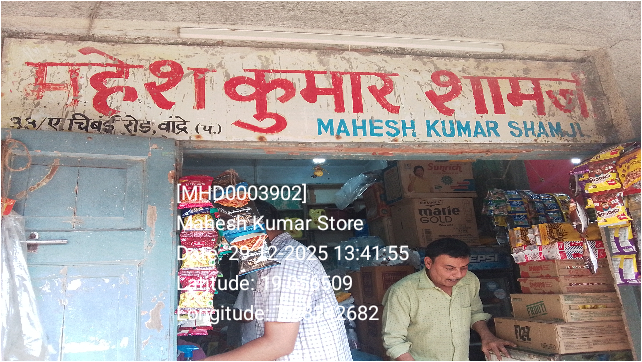 महेश कुमार शामजी
३३/ए चिंबई रोड, वांद्रे (प.)
MAHESH KUMAR SHAMJI
[MHD0003902]
Mahesh Kumar Store
Date: 29-12-2025 13:41:55
Latitude:
Longitude:
marie
GOLD